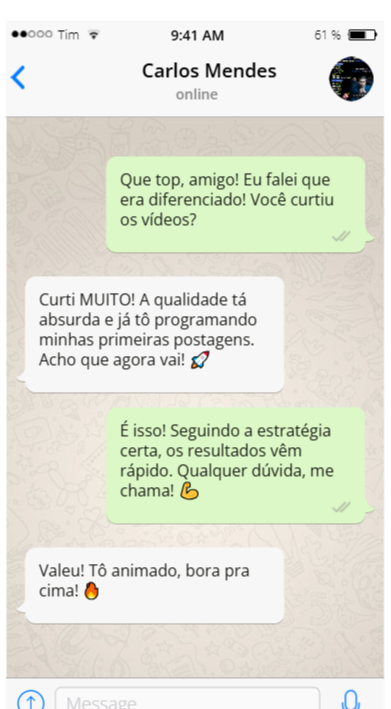 Tim 9:41 AM 61 %
Carlos Mendes
online
Que top, amigo! Eu falei que
era diferenciado! Você curtiu
os vídeos?
Curti MUITO! A qualidade tá
absurda e já tô programando
minhas primeiras postagens.
Acho que agora vai! 🚀
É isso! Seguindo a estratégia
certa, os resultados vêm
rápido. Qualquer dúvida, me
chama! 💪
Valeu! Tô animado, bora pra
cima! 🔥
Message